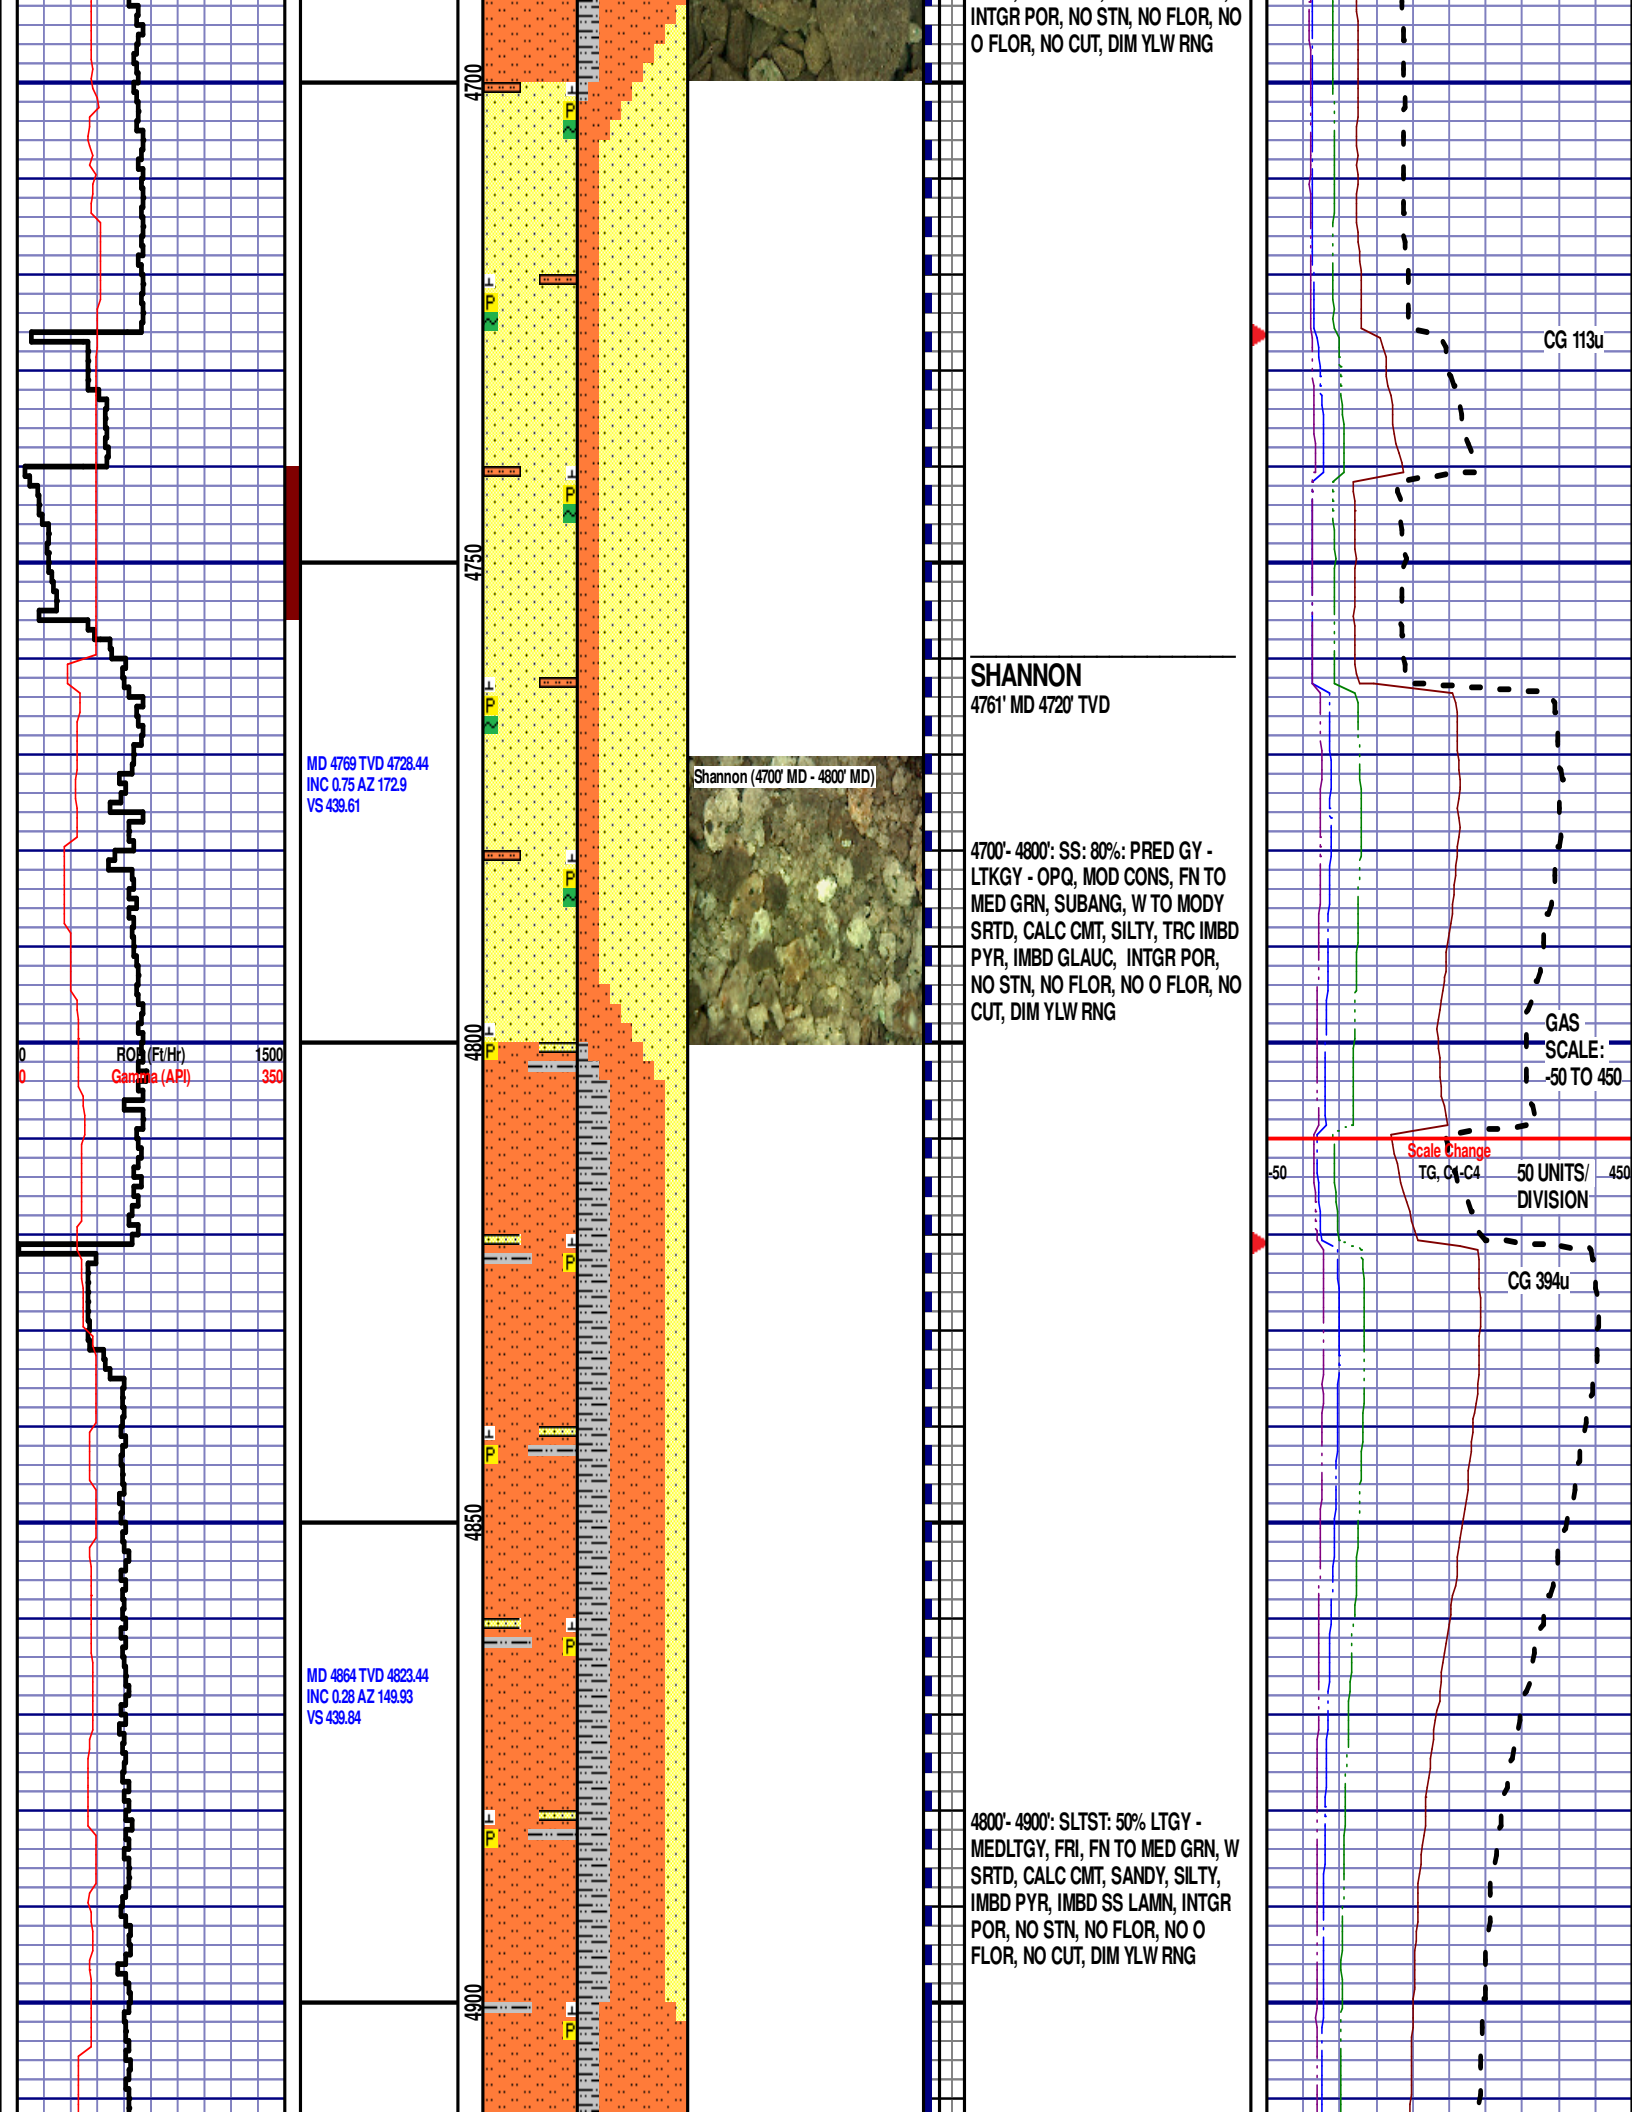 INTGR POR, NO STN, NO FLOR, NO
O FLOR, NO CUT, DIM YLW RNG
4700
P
P
CG 113u
P
4750
SHANNON
4761' MD 4720' TVD
P
MD 4769 TVD 4728.44
INC 0.75 AZ 172.9
VS 439.61
Shannon (4700' MD - 4800' MD)
4700'- 4800': SS: 80%: PRED GY -
LTKGY - OPQ, MOD CONS, FN TO
MED GRN, SUBANG, W TO MODY
SRTD, CALC CMT, SILTY, TRC IMBD
PYR, IMBD GLAUC, INTGR POR,
NO STN, NO FLOR, NO O FLOR, NO
CUT, DIM YLW RNG
P
4800
P
0 ROP (Ft/Hr) 1500
0 Gamma (API) 350
GAS
SCALE:
-50 TO 450
Scale Change
-50 TG, C1-C4 450
50 UNITS/
DIVISION
P
CG 394u
P
4850
P
MD 4864 TVD 4823.44
INC 0.28 AZ 149.93
VS 439.84
P
4800'- 4900': SLTST: 50% LTGY -
MEDLTGY, FRI, FN TO MED GRN, W
SRTD, CALC CMT, SANDY, SILTY,
IMBD PYR, IMBD SS LAMN, INTGR
POR, NO STN, NO FLOR, NO O
FLOR, NO CUT, DIM YLW RNG
4900
P